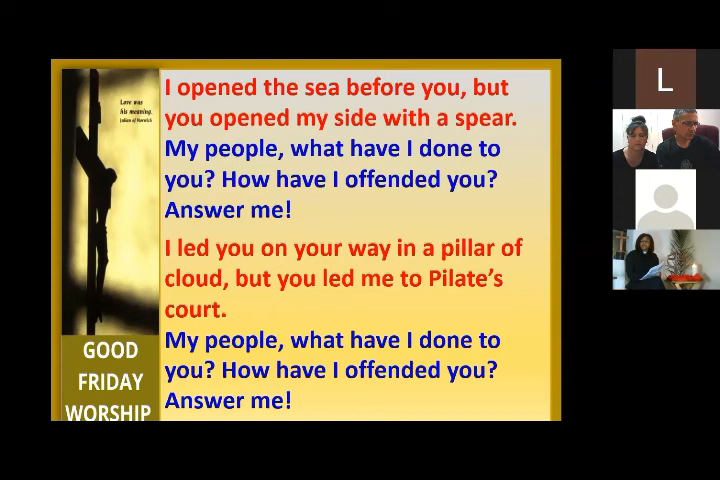 Love was
his meaning.
Julian of Norwich
I opened the sea before you, but
you opened my side with a spear.
My people, what have I done to
you? How have I offended you?
Answer me!
I led you on your way in a pillar of
cloud, but you led me to Pilate's
court.
My people, what have I done to
you? How have I offended you?
Answer me!
GOOD
FRIDAY
WORSHIP
L